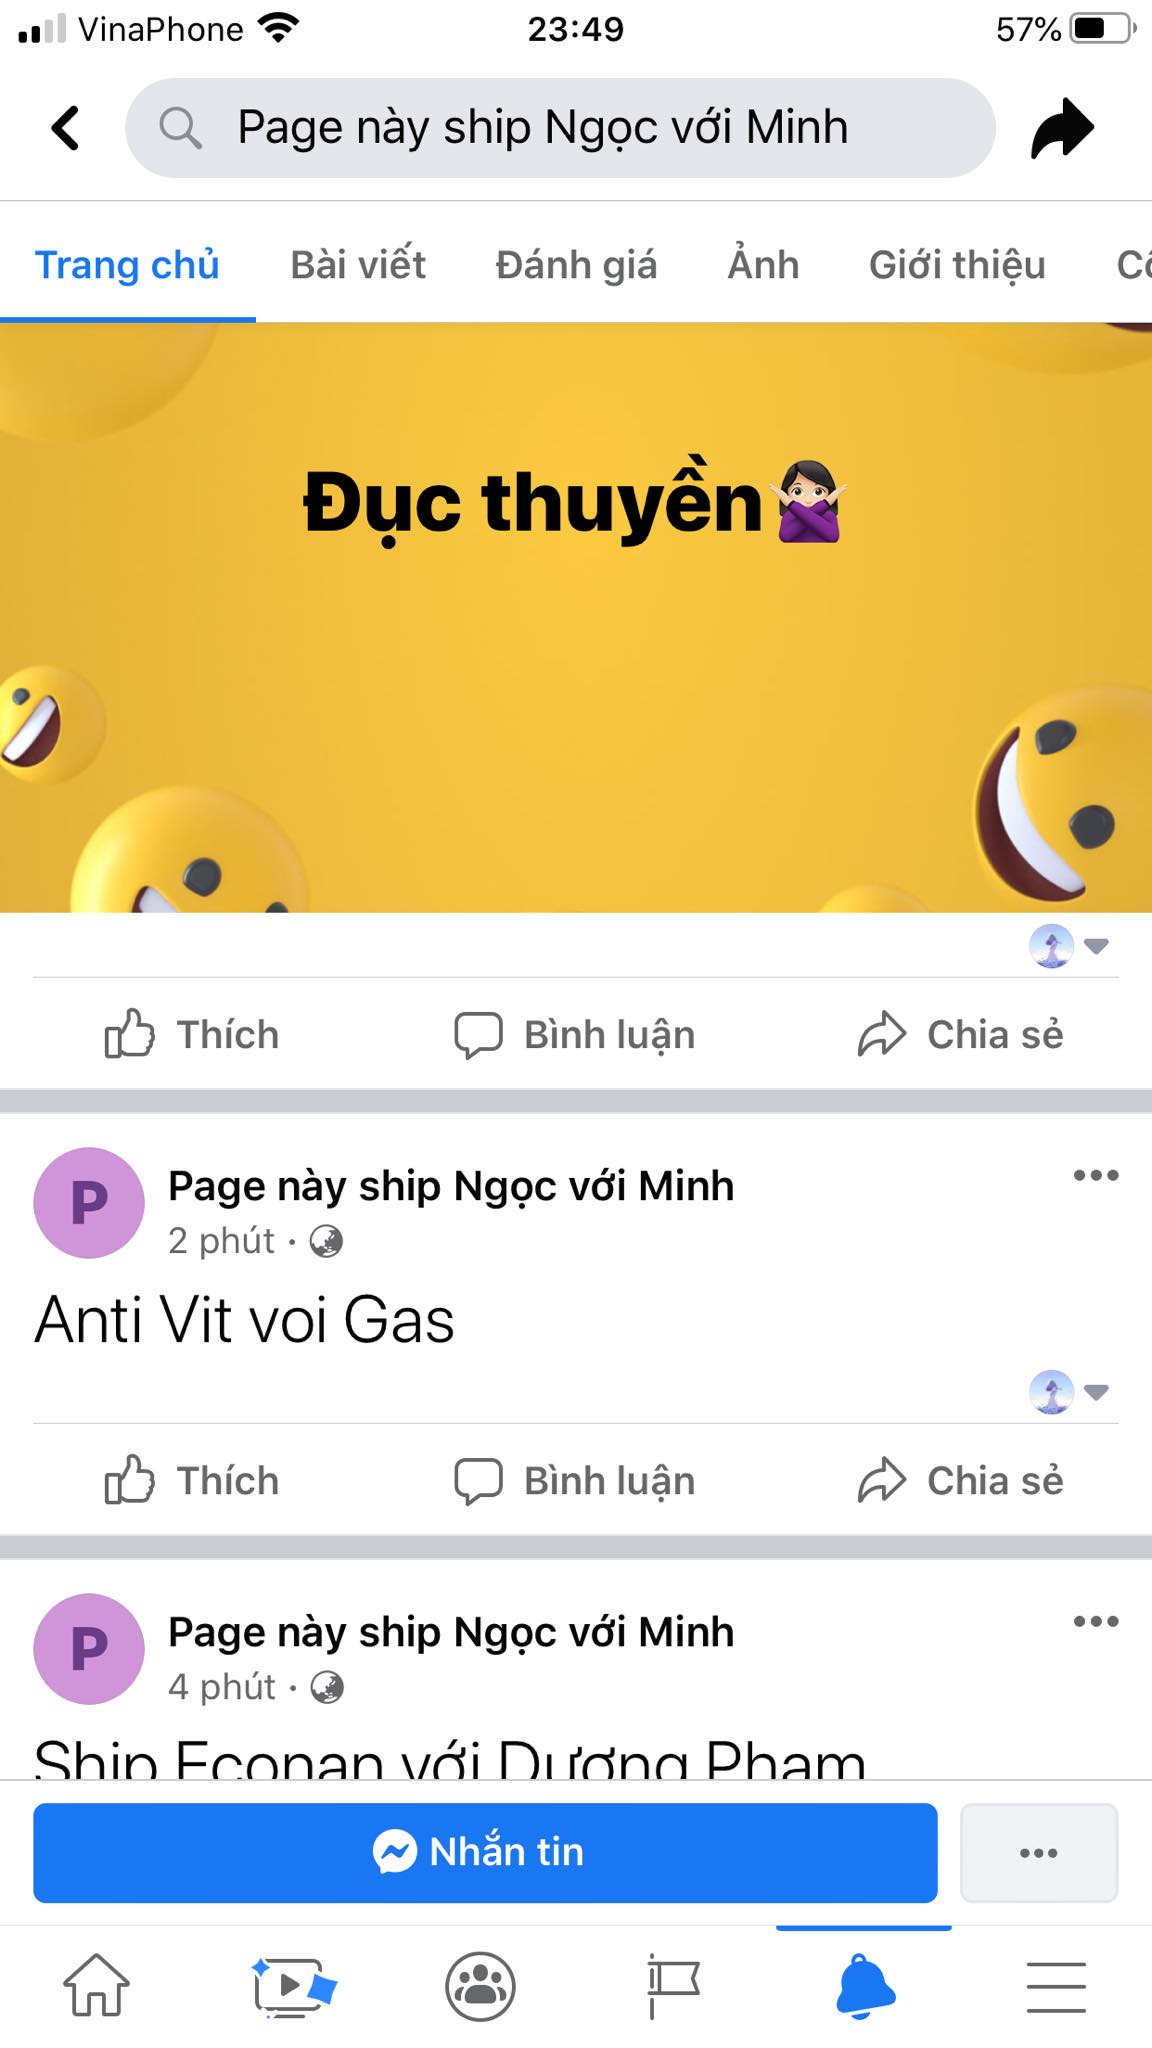 VinaPhone 23:49 57%
Page này ship Ngọc với Minh
Trang chủ Bài viết Đánh giá Ảnh Giới thiệu
Đục thuyền🙅🏻‍♀️
Thích Bình luận Chia sẻ
P
Page này ship Ngọc với Minh
2 phút ·
Anti Vit voi Gas
Thích Bình luận Chia sẻ
P
Page này ship Ngọc với Minh
4 phút ·
Ship Econan với Dương Phạm
Nhắn tin